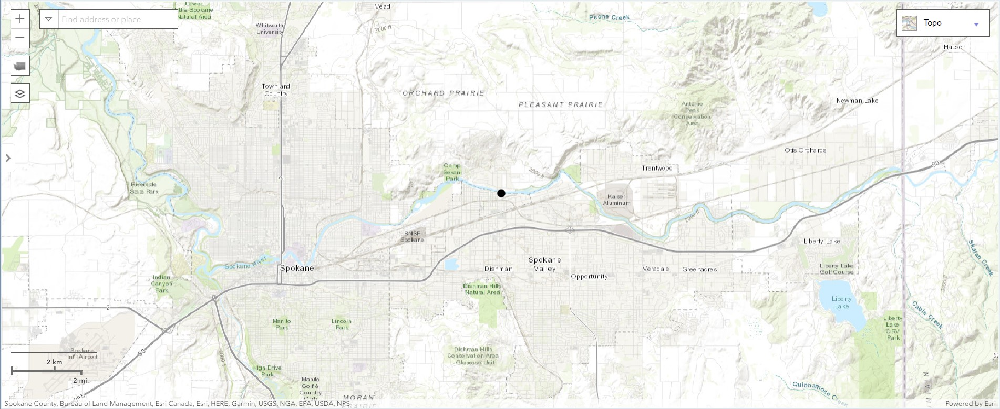 Find address or place
Topo
Lower
Little Spokane
Natural Area
Mead
Whitworth
University
2000 ft
Peone Creek
Hauser
Town and
Country
ORCHARD PRAIRIE
PLEASANT PRAIRIE
Newman Lake
Antoine
Peak
Conservation
Area
Otis Orchards
Camp
Sekani
Park
2000 ft
Trentwood
90
2
Riverside
State Park
Kaiser
Aluminum
2000 ft
BNSF
Spokane
Liberty Lake
Skalan Creek
Spokane River
Spokane
Spokane
Valley
Dishman
Opportunity
Veradale
Greenacres
Liberty Lake
Golf Course
Indian
Canyon
Park
Dishman Hills
Natural Area
Liberty
Lake
2
Cable Creek
Manito
Park
Lincoln
Park
Liberty
Lake
ORV
Park
Spokane
Int'l Airport
90
2000 ft
Dishman Hills
Conservation Area
- Glenrose Unit
2 km
2 mi
High Drive
Park
Manito
Golf &
Country
Club
MORAN
PRAIRIE
Quinnamose Creek
NTAIN
Spokane County, Bureau of Land Management, Esri Canada, Esri, HERE, Garmin, USGS, NGA, EPA, USDA, NPS
Powered by Esri